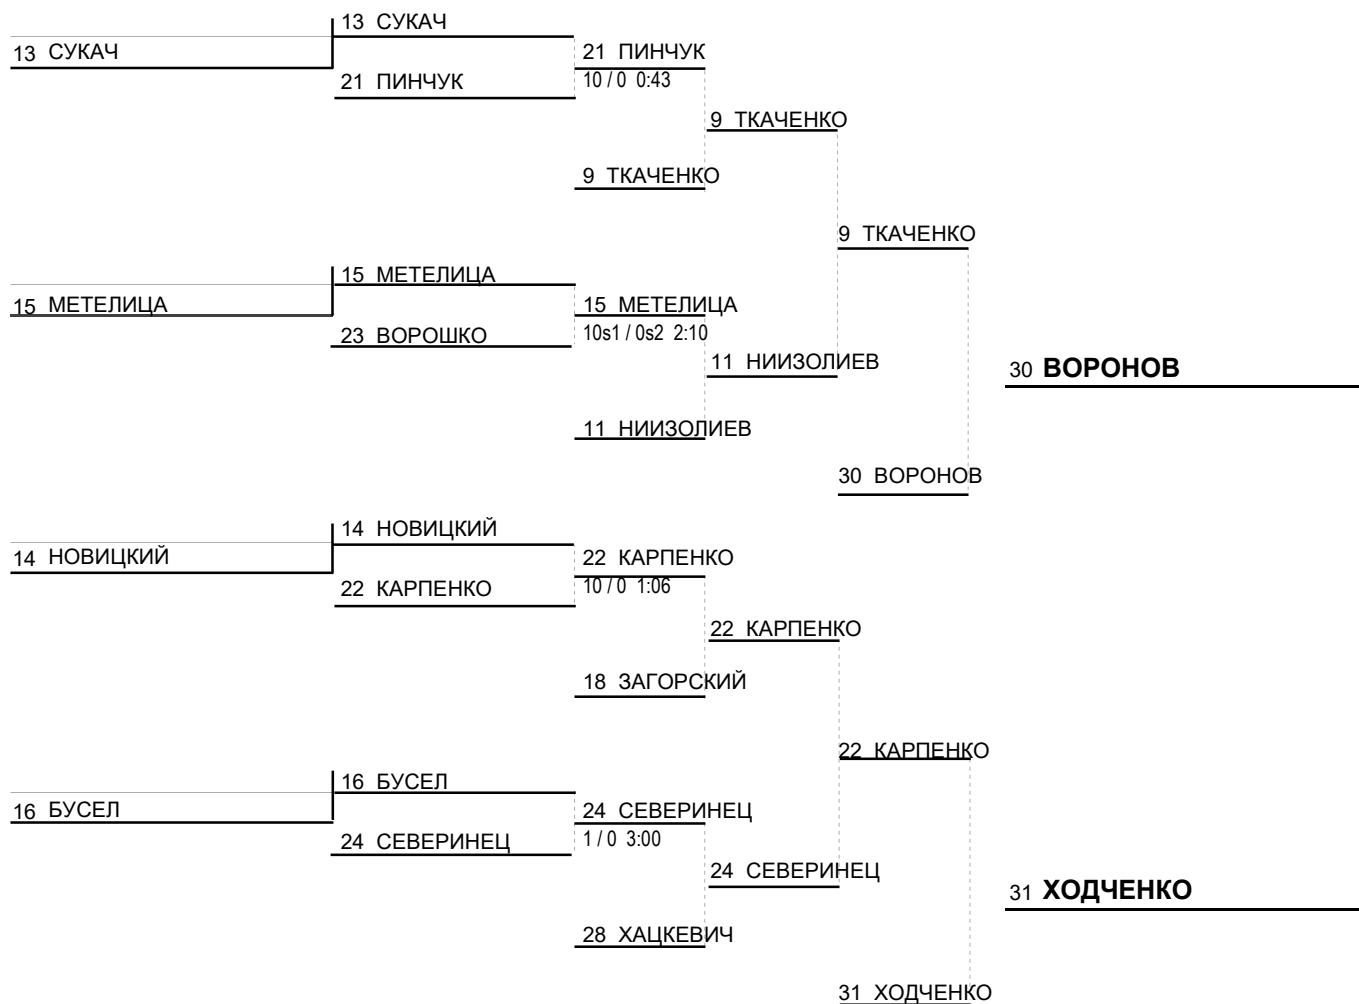 13 СУКАЧ
13 СУКАЧ
21 ПИНЧУК
21 ПИНЧУК
10 / 0 0:43
9 ТКАЧЕНКО
9 ТКАЧЕНКО
9 ТКАЧЕНКО
15 МЕТЕЛИЦА
15 МЕТЕЛИЦА
15 МЕТЕЛИЦА
23 ВОРОШКО
10s1 / 0s2 2:10
11 НИИЗОЛИЕВ
30 ВОРОНОВ
11 НИИЗОЛИЕВ
30 ВОРОНОВ
14 НОВИЦКИЙ
14 НОВИЦКИЙ
22 КАРПЕНКО
22 КАРПЕНКО
10 / 0 1:06
22 КАРПЕНКО
18 ЗАГОРСКИЙ
22 КАРПЕНКО
16 БУСЕЛ
16 БУСЕЛ
24 СЕВЕРИНЕЦ
24 СЕВЕРИНЕЦ
1 / 0 3:00
24 СЕВЕРИНЕЦ
31 ХОДЧЕНКО
28 ХАЦКЕВИЧ
31 ХОДЧЕНКО